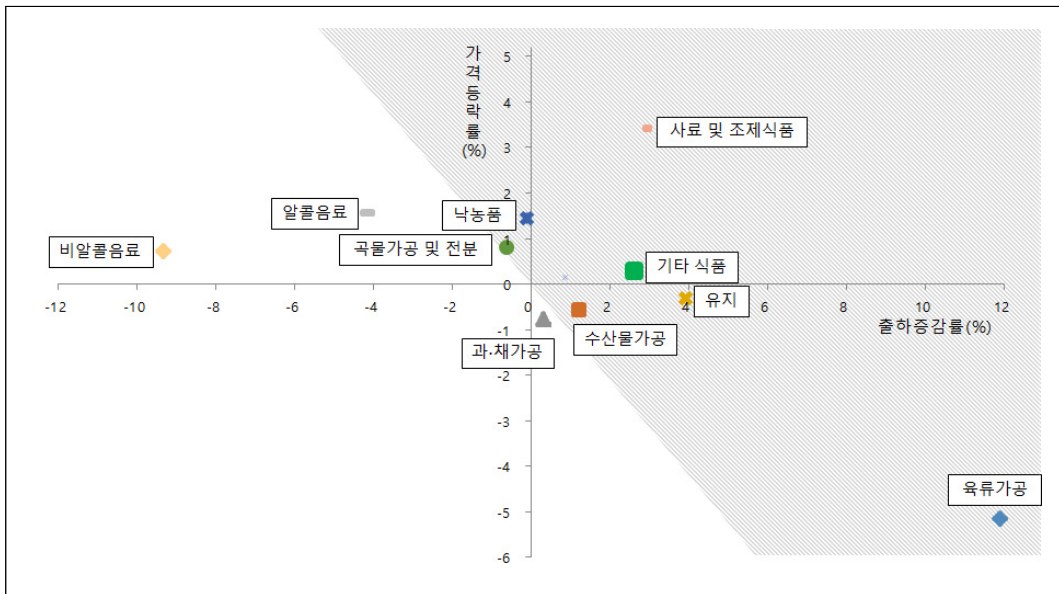 가격등락률(%)
5
4
3
2
1
0
-1
-2
-3
-4
-5
-6
-12
-10
-8
-6
-4
-2
0
2
4
6
8
10
12
출하증감률(%)
사료 및 조제식품
알콜음료
낙농품
비알콜음료
곡물가공 및 전분
기타 식품
유지
수산물가공
과·채가공
육류가공